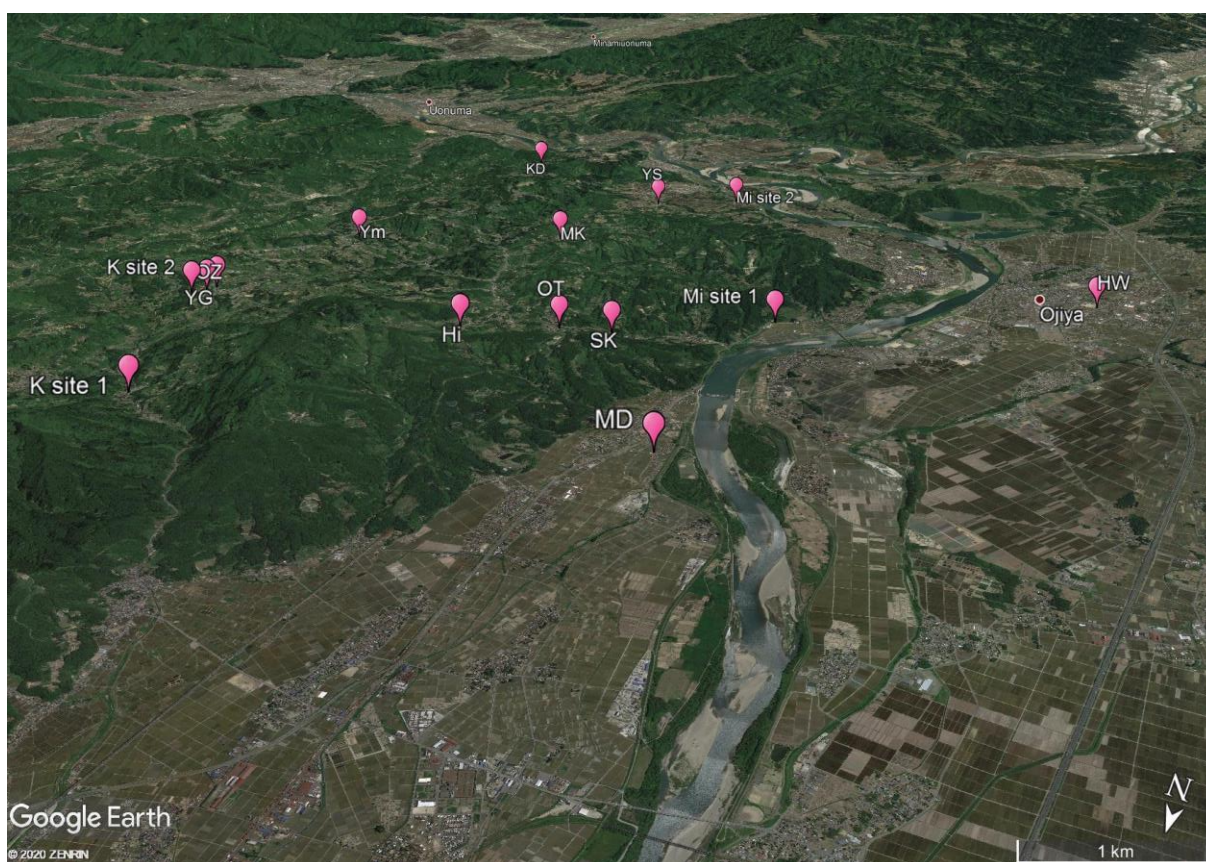 Minamiuonuma
Uonuma
KD
YS
Mi site 2
Ym
MK
K site 2
OZ
YG
OT
Mi site 1
HW
Ojiya
Hi
SK
K site 1
MD
N
Google Earth
© 2020 ZENRIN
1 km